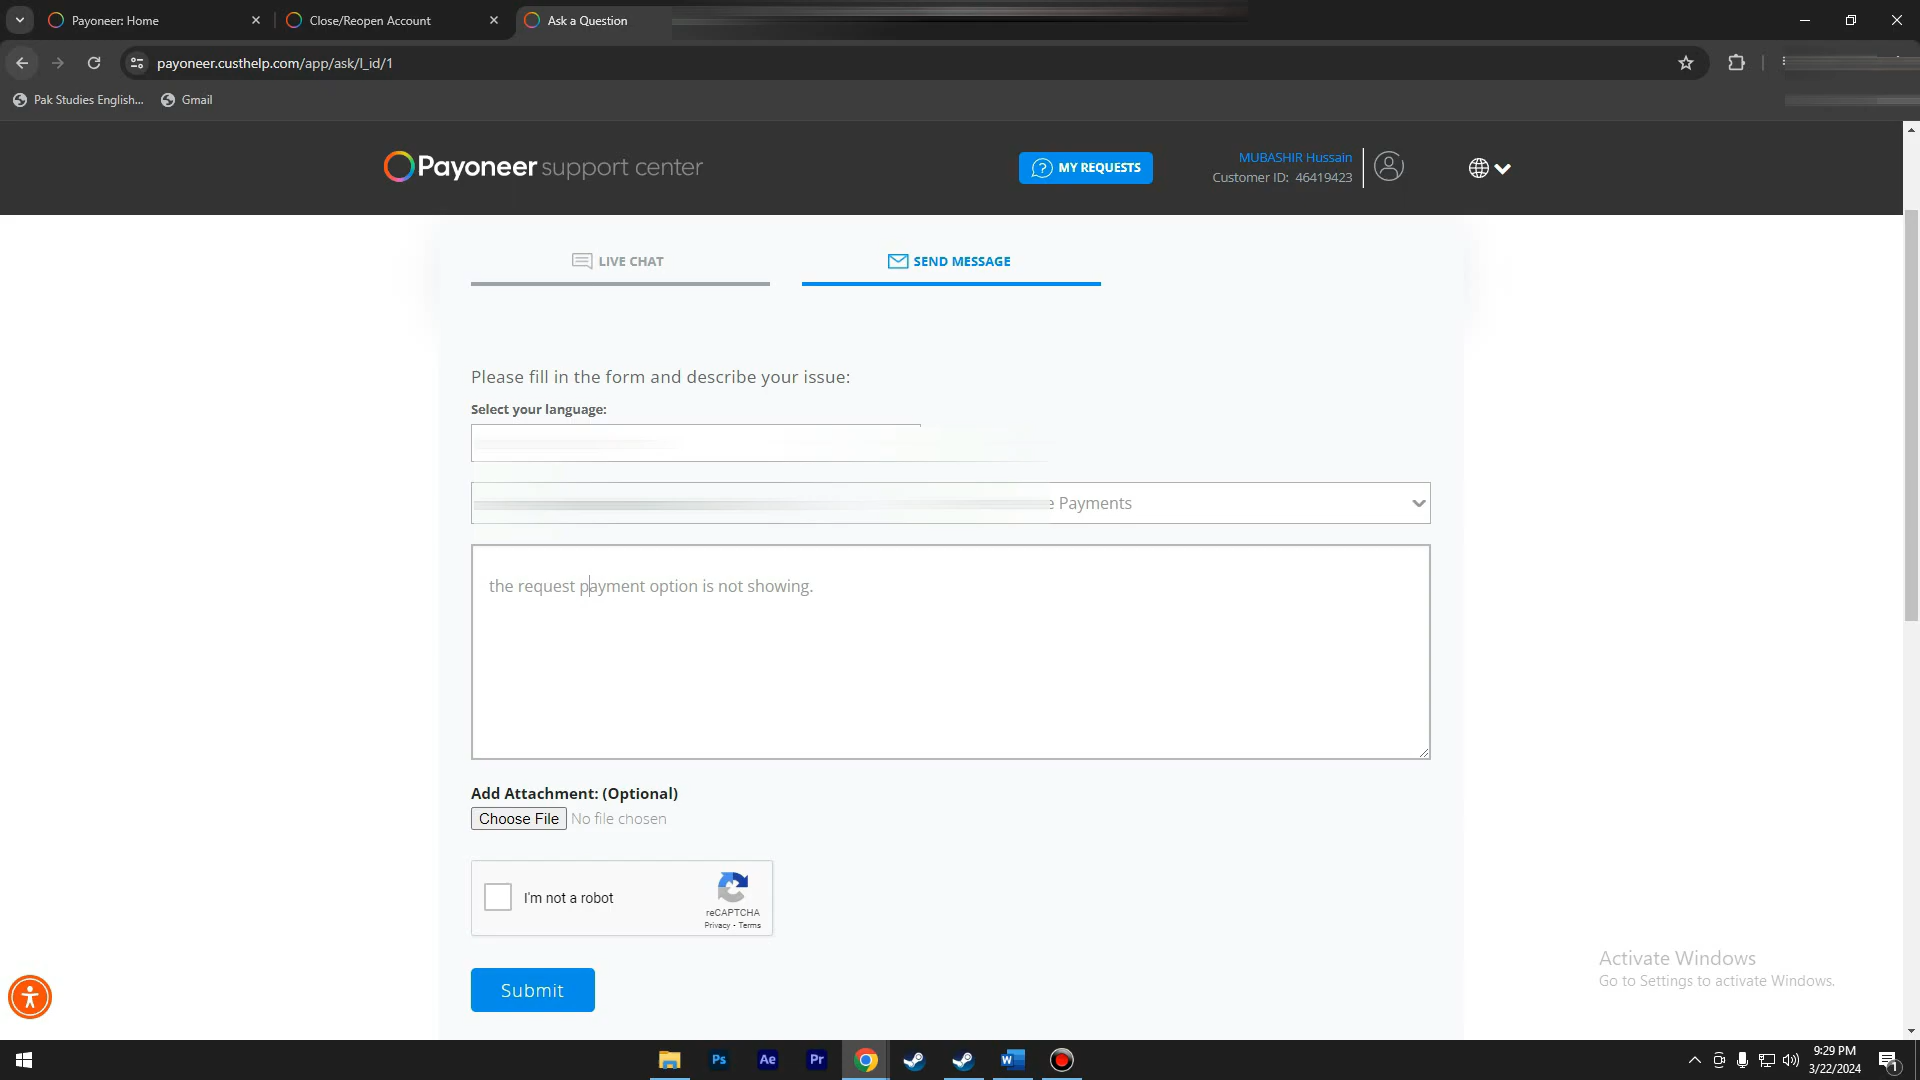 Payoneer: Home
Close/Reopen Account
Ask a Question
payoneer.custhelp.com/app/ask/l_id/1
Pak Studies English...
Gmail
Payoneer support center
MY REQUESTS
MUBASHIR Hussain
Customer ID: 46419423
LIVE CHAT
SEND MESSAGE
Please fill in the form and describe your issue:
Select your language:
e Payments
the request payment option is not showing.
Add Attachment: (Optional)
Choose File No file chosen
I'm not a robot
reCAPTCHA
Privacy - Terms
Submit
Activate Windows
Go to Settings to activate Windows.
Ps
Ae
Pr
W
9:29 PM
3/22/2024
1